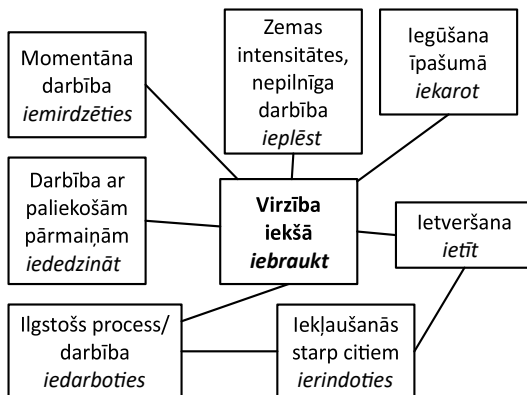 Momentāna
darbība
iemirdzēties
Zemas
intensitātes,
nepilnīga
darbība
ieplēst
Iegūšana
īpašumā
iekarot
Darbība ar
paliekošām
pārmaiņām
iededzināt
Virzība
iekšā
iebraukt
Ietveršana
ietīt
Ilgstošs process/
darbība
iedarboties
Iekļaušanās
starp citiem
ierindoties